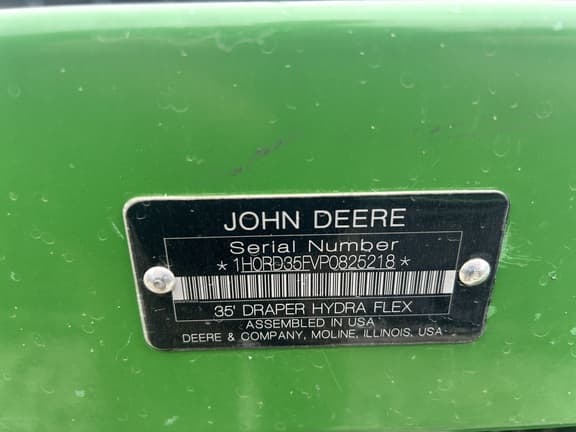 JOHN DEERE
Serial Number
*1H0RD35FVP0825218*
35' DRAPER HYDRA FLEX
ASSEMBLED IN USA
DEERE & COMPANY, MOLINE, ILLINOIS, USA